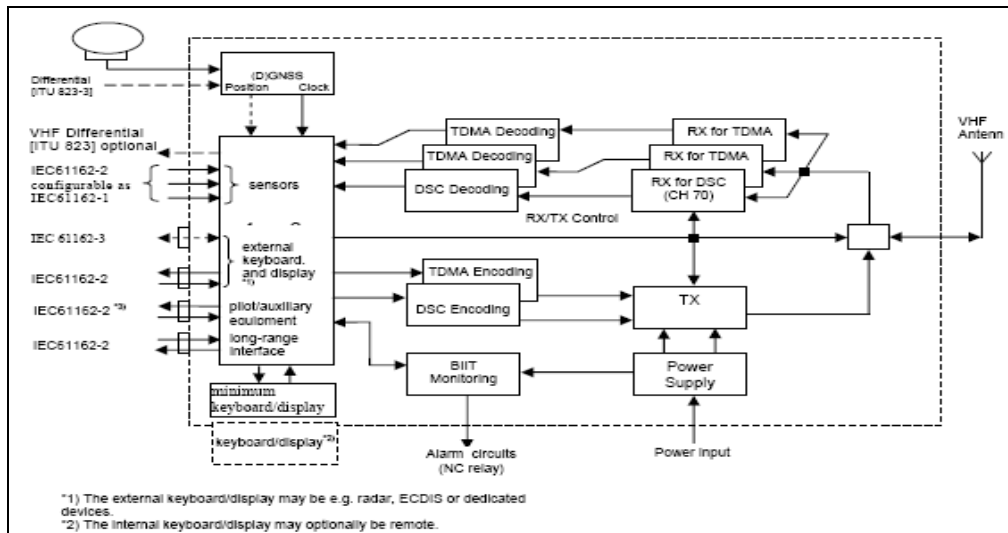 (D)GNSS
Position Clock
Differential
[ITU 823-3]
VHF Differential
[ITU 823] optional
IEC61162-2
configurable as
IEC61162-1
sensors
TDMA Decoding
TDMA Decoding
DSC Decoding
RX for TDMA
RX for TDMA
RX for DSC
(CH 70)
VHF
Antenn
RX/TX Control
IEC 61162-3
external
keyboard.
and display
*1)
IEC61162-2
TDMA Encoding
DSC Encoding
TX
IEC61162-2 *3)
pilot/auxiliary
equipment
IEC61162-2
long-range
Interface
BIIT
Monitoring
Power
Supply
minimum
keyboard/display
keyboard/display*2)
Alarm circuits
(NC relay)
Power Input
*1) The external keyboard/display may be e.g. radar, ECDIS or dedicated
devices.
*2) The internal keyboard/display may optionally be remote.